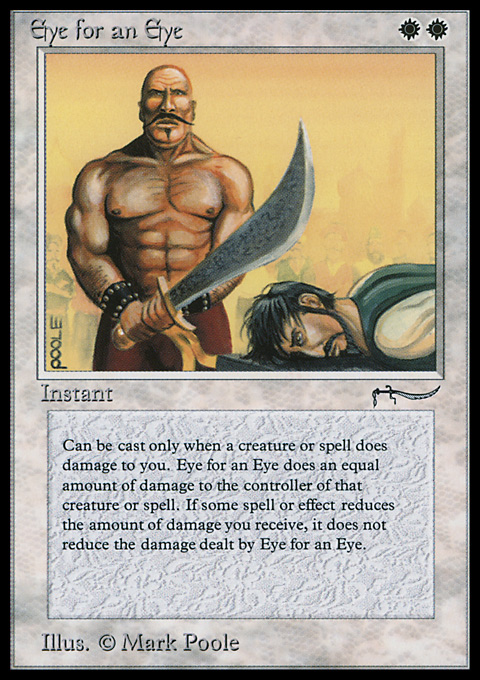 Eye for an Eye
POOLE
Instant
Can be cast only when a creature or spell does
damage to you. Eye for an Eye does an equal
amount of damage to the controller of that
creature or spell. If some spell or effect reduces
the amount of damage you receive, it does not
reduce the damage dealt by Eye for an Eye.
Illus. © Mark Poole